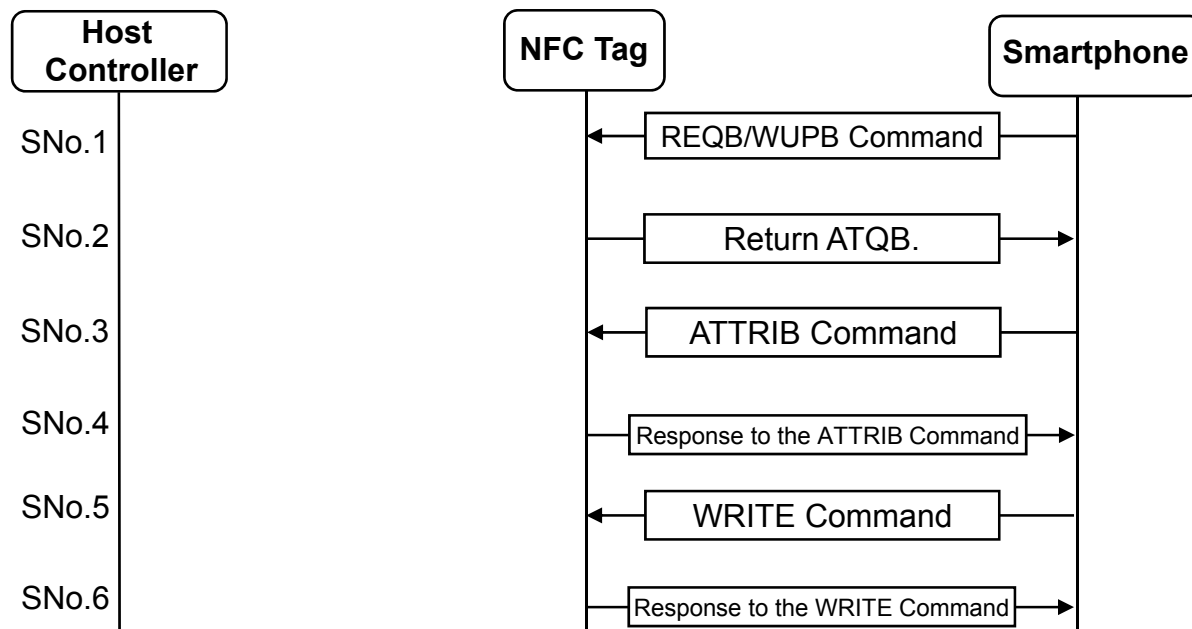 Host
Controller
NFC Tag
Smartphone
SNo.1
REQB/WUPB Command
SNo.2
Return ATQB.
SNo.3
ATTRIB Command
SNo.4
Response to the ATTRIB Command
SNo.5
WRITE Command
SNo.6
Response to the WRITE Command